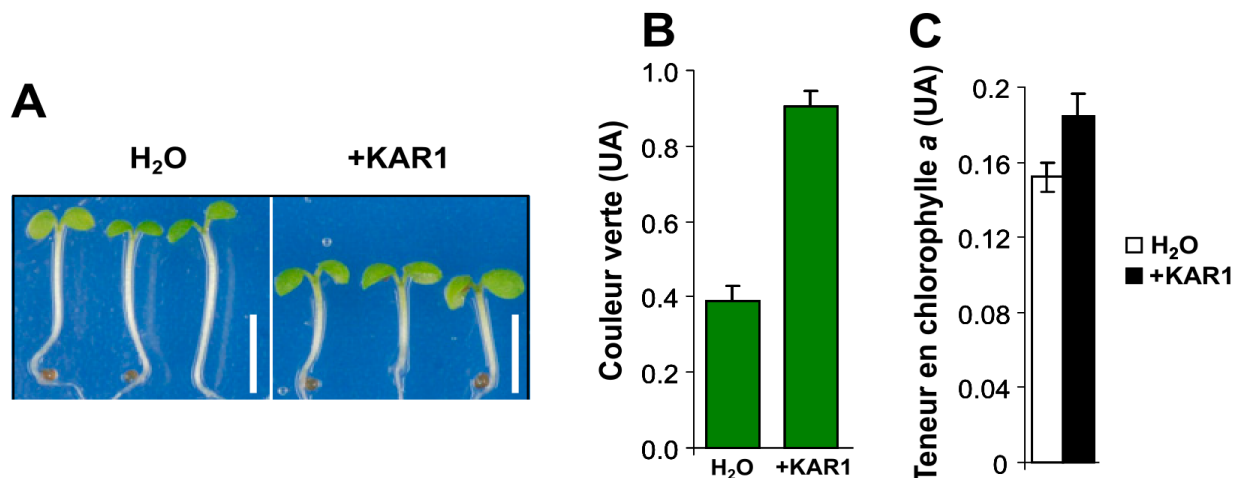 A
H₂O
+KAR1
B
Couleur verte (UA)
1.0
0.8
0.6
0.4
0.2
0.0
H₂O
+KAR1
C
Teneur en chlorophylle a (UA)
0.2
0.16
0.12
0.08
0.04
0
H₂O
+KAR1